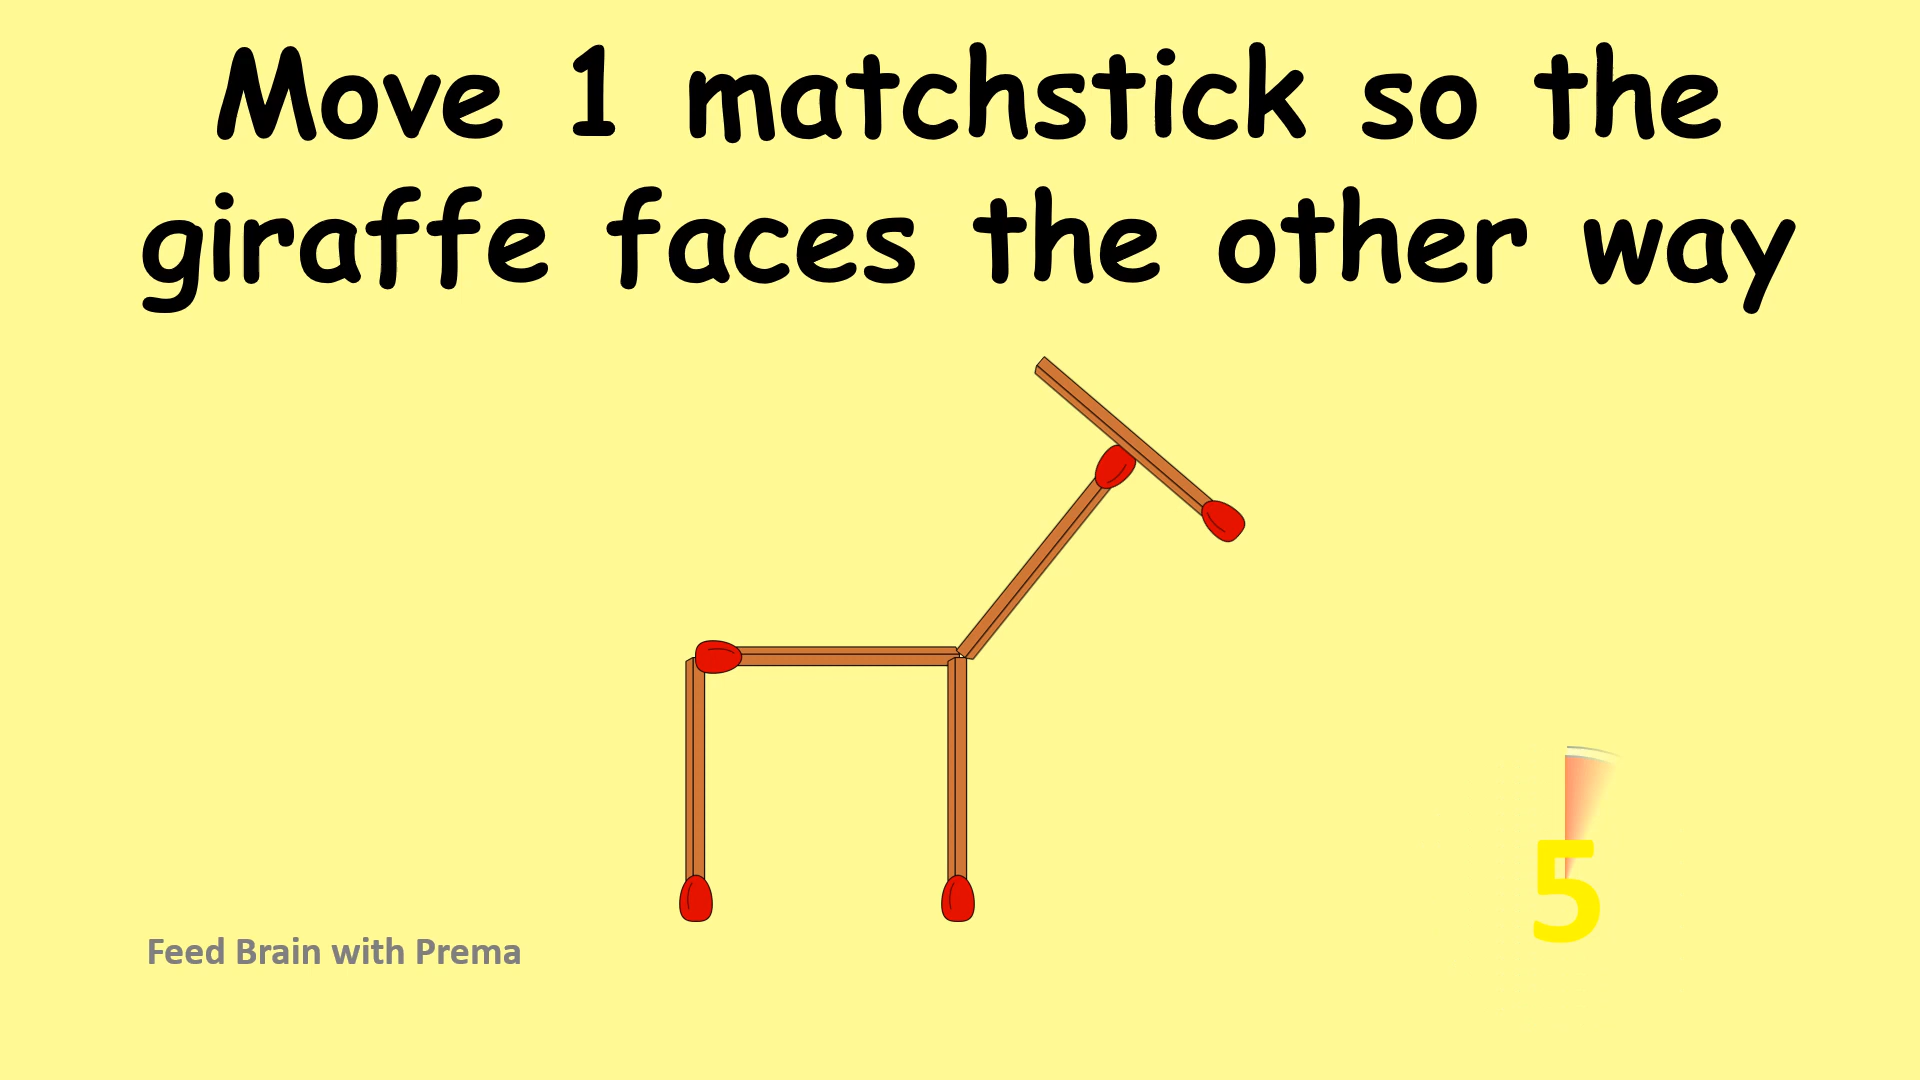 Move 1 matchstick so the
giraffe faces the other way
5
Feed Brain with Prema